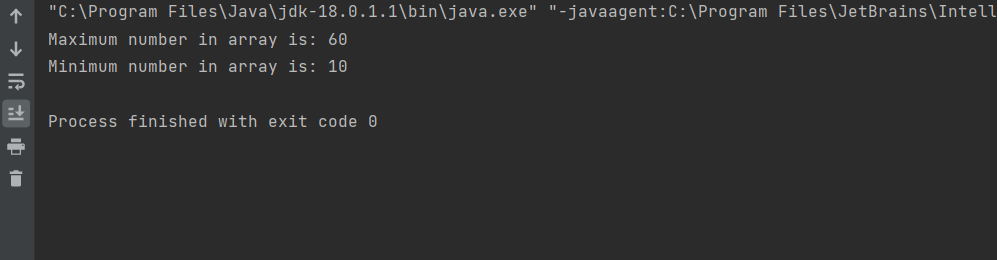 "C:\Program Files\Java\jdk-18.0.1.1\bin\java.exe" "-javaagent:C:\Program Files\JetBrains\Intell
Maximum number in array is: 60
Minimum number in array is: 10
Process finished with exit code 0